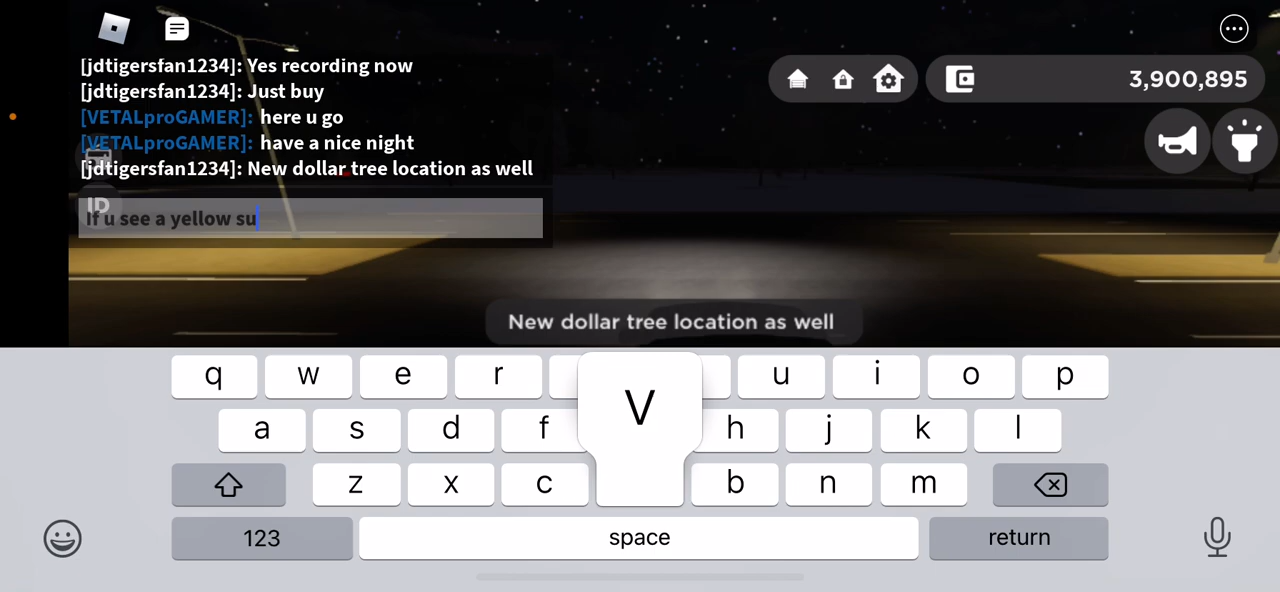 [jdtigersfan1234]: Yes recording now
[jdtigersfan1234]: Just buy
[VETALproGAMER]: here u go
[VETALproGAMER]: have a nice night
[jdtigersfan1234]: New dollar tree location as well
ID
If u see a yellow su
3,900,895
New dollar tree location as well
q w e r u i o p
a s d f V h j k l
z x c b n m
123 space return